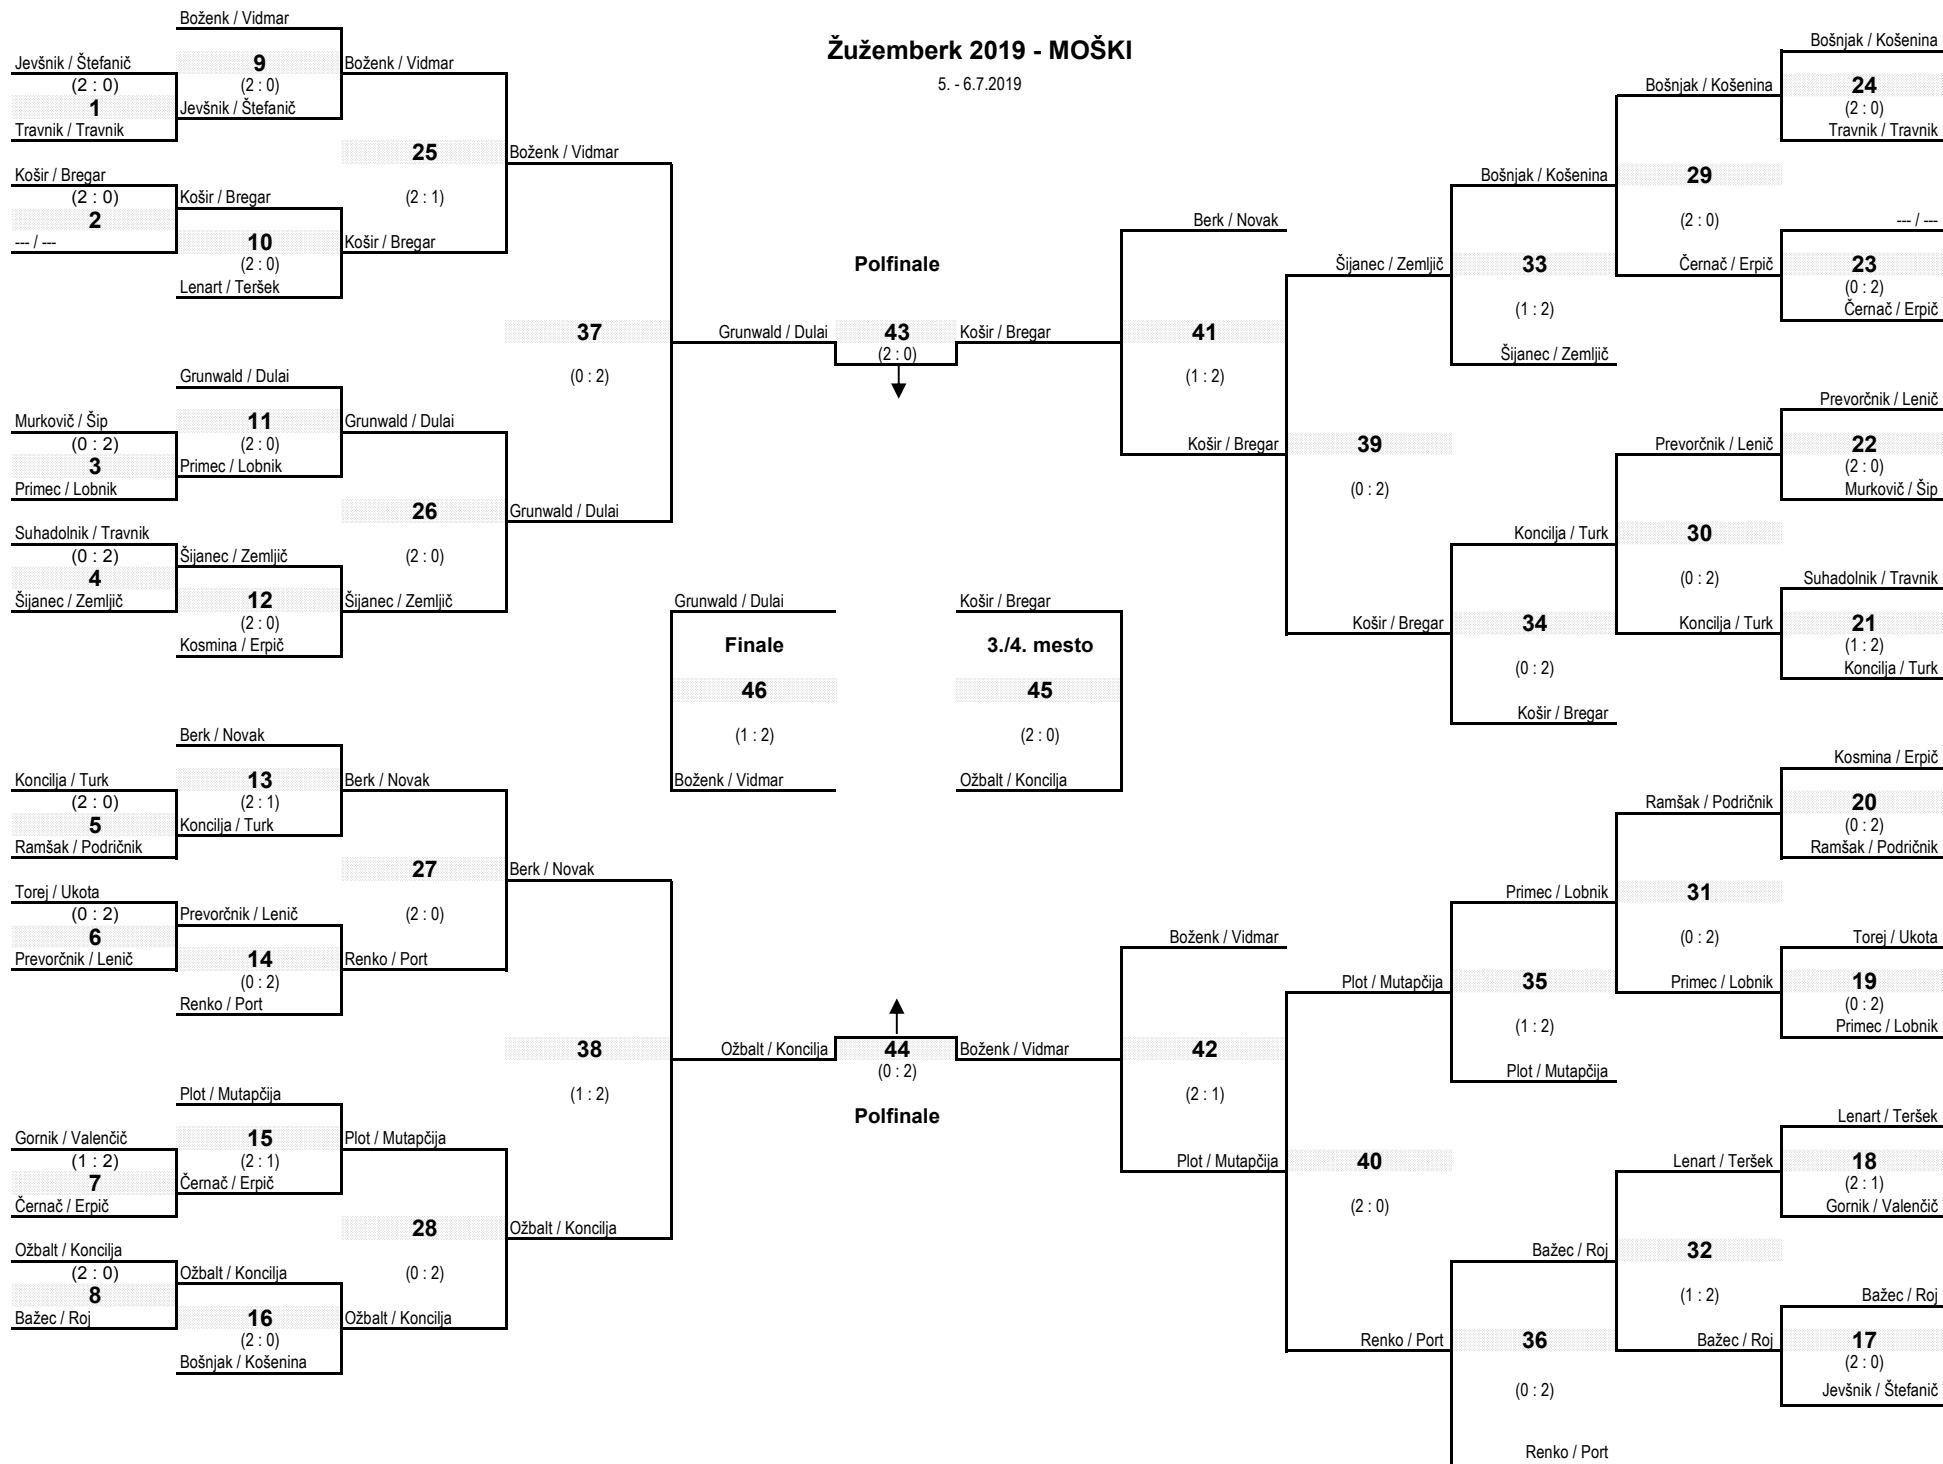 Žužemberk 2019 - MOŠKI
5. - 6.7.2019
Boženk / Vidmar
Jevšnik / Štefanič
9
Boženk / Vidmar
(2 : 0)
(2 : 0)
1
Jevšnik / Štefanič
Travnik / Travnik
25
Boženk / Vidmar
Košir / Bregar
(2 : 0)
Košir / Bregar
(2 : 1)
2
--- / ---
10
Košir / Bregar
(2 : 0)
Lenart / Teršek
37
(0 : 2)
Grunwald / Dulai
Murkovič / Šip
11
Grunwald / Dulai
(0 : 2)
(2 : 0)
3
Primec / Lobnik
Primec / Lobnik
26
Grunwald / Dulai
Suhadolnik / Travnik
(0 : 2)
Šijanec / Zemljič
(2 : 0)
4
Šijanec / Zemljič
12
Šijanec / Zemljič
(2 : 0)
Kosmina / Erpič
Berk / Novak
Koncilja / Turk
13
Berk / Novak
(2 : 0)
(2 : 1)
5
Koncilja / Turk
Ramšak / Podričnik
27
Berk / Novak
Torej / Ukota
(0 : 2)
Prevorčnik / Lenič
(2 : 0)
6
Prevorčnik / Lenič
14
Renko / Port
(0 : 2)
Renko / Port
38
(1 : 2)
Plot / Mutapčija
Gornik / Valenčič
15
Plot / Mutapčija
(1 : 2)
(2 : 1)
7
Černač / Erpič
Černač / Erpič
28
Ožbalt / Koncilja
Ožbalt / Koncilja
(2 : 0)
Ožbalt / Koncilja
(0 : 2)
8
Bažec / Roj
16
Ožbalt / Koncilja
(2 : 0)
Bošnjak / Košenina
Polfinale
Grunwald / Dulai
43
Košir / Bregar
(2 : 0)
Grunwald / Dulai
Finale
46
(1 : 2)
Boženk / Vidmar
Košir / Bregar
3./4. mesto
45
(2 : 0)
Ožbalt / Koncilja
Ožbalt / Koncilja
44
Boženk / Vidmar
(0 : 2)
Polfinale
Berk / Novak
41
(1 : 2)
Košir / Bregar
Šijanec / Zemljič
39
(0 : 2)
Košir / Bregar
Bošnjak / Košenina
33
(1 : 2)
Šijanec / Zemljič
Koncilja / Turk
34
(0 : 2)
Košir / Bregar
Bošnjak / Košenina
29
(2 : 0)
Černač / Erpič
Prevorčnik / Lenič
30
(0 : 2)
Koncilja / Turk
Bošnjak / Košenina
24
(2 : 0)
Travnik / Travnik
--- / ---
23
(0 : 2)
Černač / Erpič
Prevorčnik / Lenič
22
(2 : 0)
Murkovič / Šip
Suhadolnik / Travnik
21
(1 : 2)
Koncilja / Turk
Boženk / Vidmar
42
(2 : 1)
Plot / Mutapčija
Plot / Mutapčija
40
(2 : 0)
Renko / Port
Primec / Lobnik
35
(1 : 2)
Plot / Mutapčija
Bažec / Roj
36
(0 : 2)
Renko / Port
Ramšak / Podričnik
31
(0 : 2)
Primec / Lobnik
Lenart / Teršek
32
(1 : 2)
Bažec / Roj
Kosmina / Erpič
20
(0 : 2)
Ramšak / Podričnik
Torej / Ukota
19
(0 : 2)
Primec / Lobnik
Lenart / Teršek
18
(2 : 1)
Gornik / Valenčič
Bažec / Roj
17
(2 : 0)
Jevšnik / Štefanič